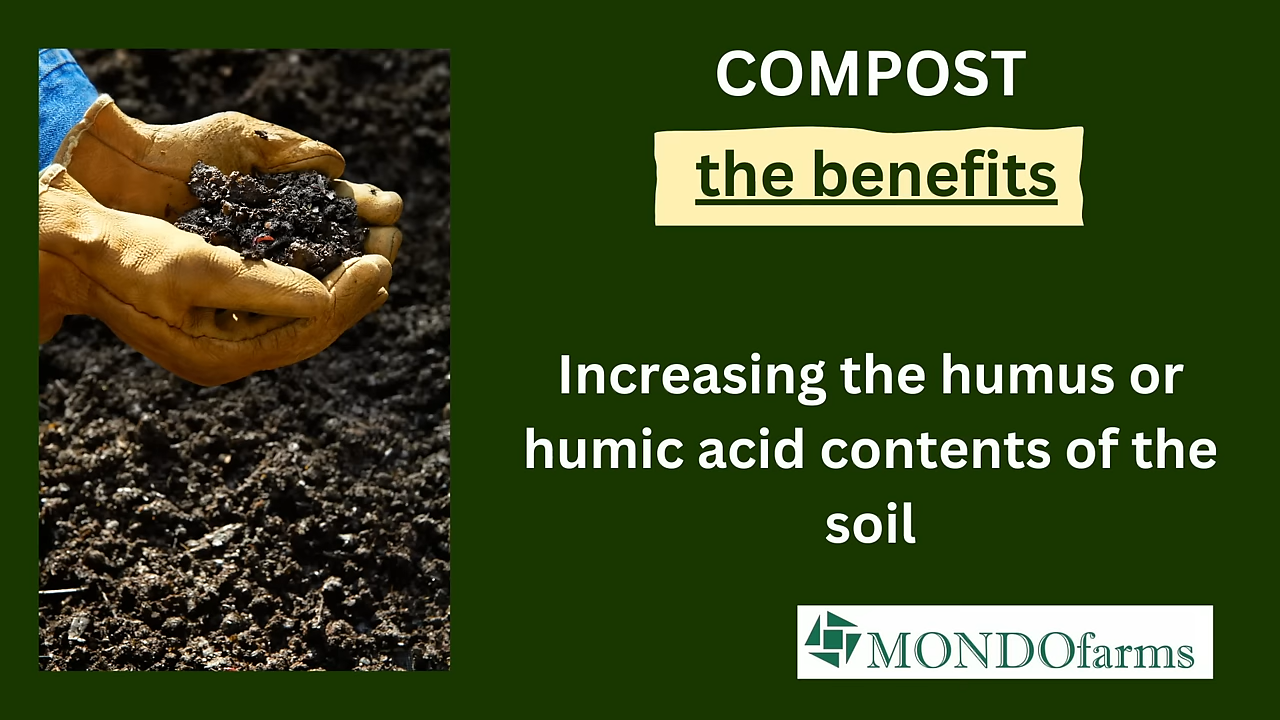 COMPOST
the benefits
Increasing the humus or
humic acid contents of the
soil
MONDOfarms